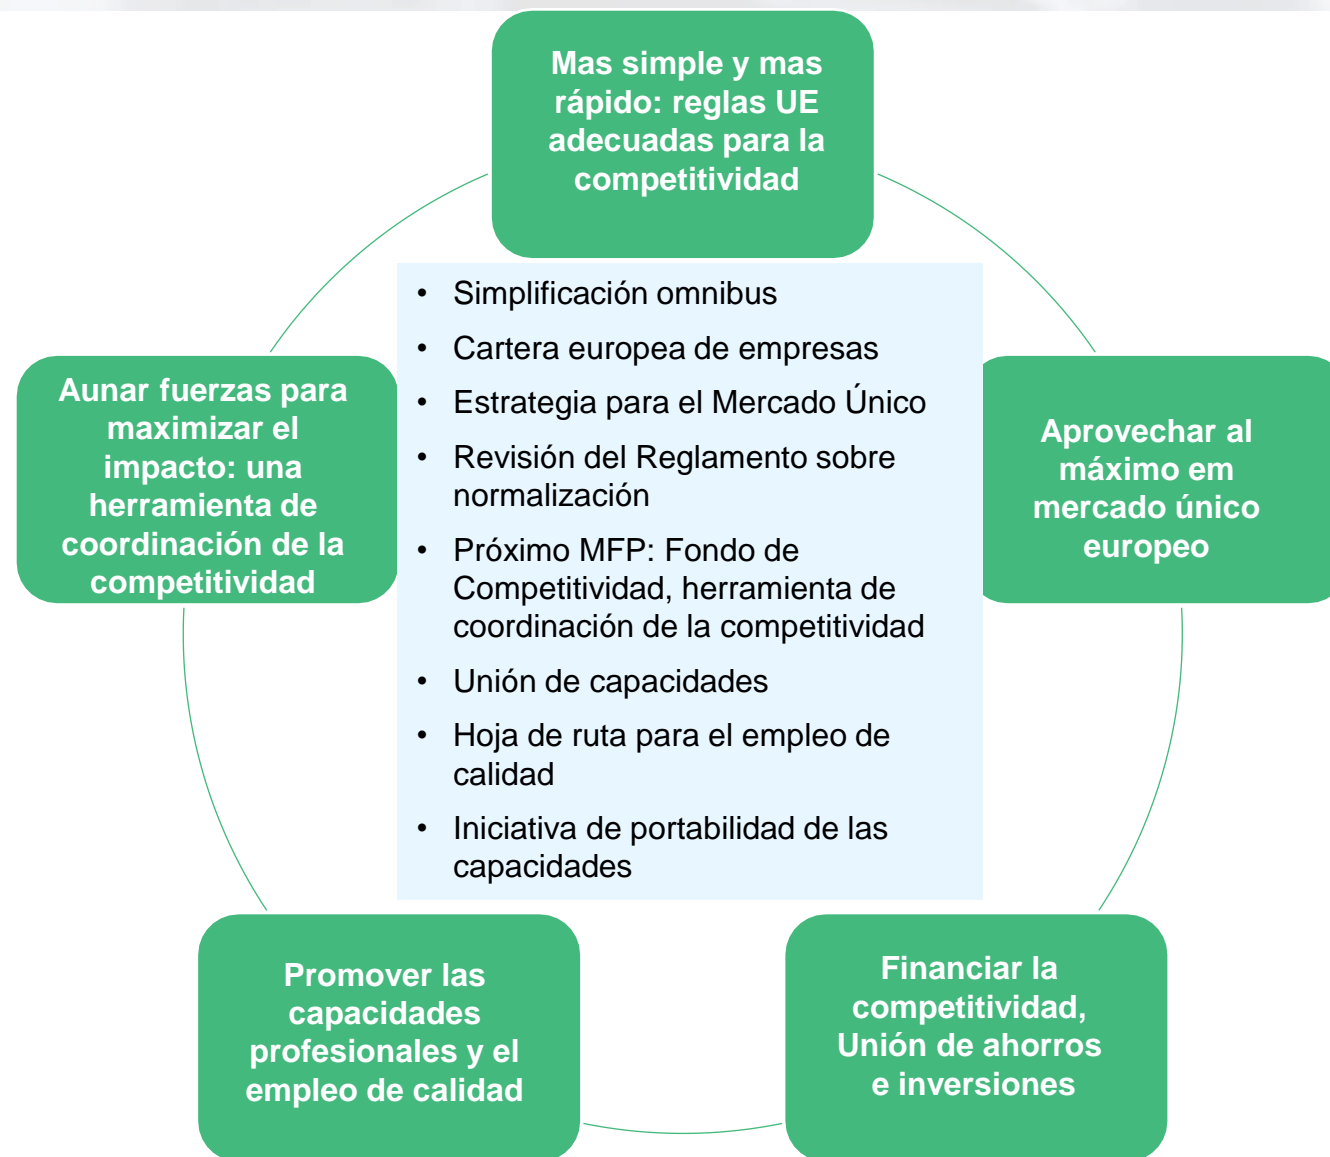 Mas simple y mas
rápido: reglas UE
adecuadas para la
competitividad
• Simplificación omnibus
• Cartera europea de empresas
• Estrategia para el Mercado Único
• Revisión del Reglamento sobre
normalización
• Próximo MFP: Fondo de
Competitividad, herramienta de
coordinación de la competitividad
• Unión de capacidades
• Hoja de ruta para el empleo de
calidad
• Iniciativa de portabilidad de las
capacidades
Aunar fuerzas para
maximizar el
impacto: una
herramienta de
coordinación de la
competitividad
Aprovechar al
máximo em
mercado único
europeo
Promover las
capacidades
profesionales y el
empleo de calidad
Financiar la
competitividad,
Unión de ahorros
e inversiones